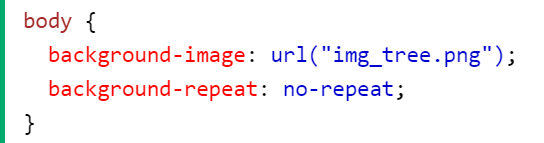 body {
  background-image: url("img_tree.png");
  background-repeat: no-repeat;
}